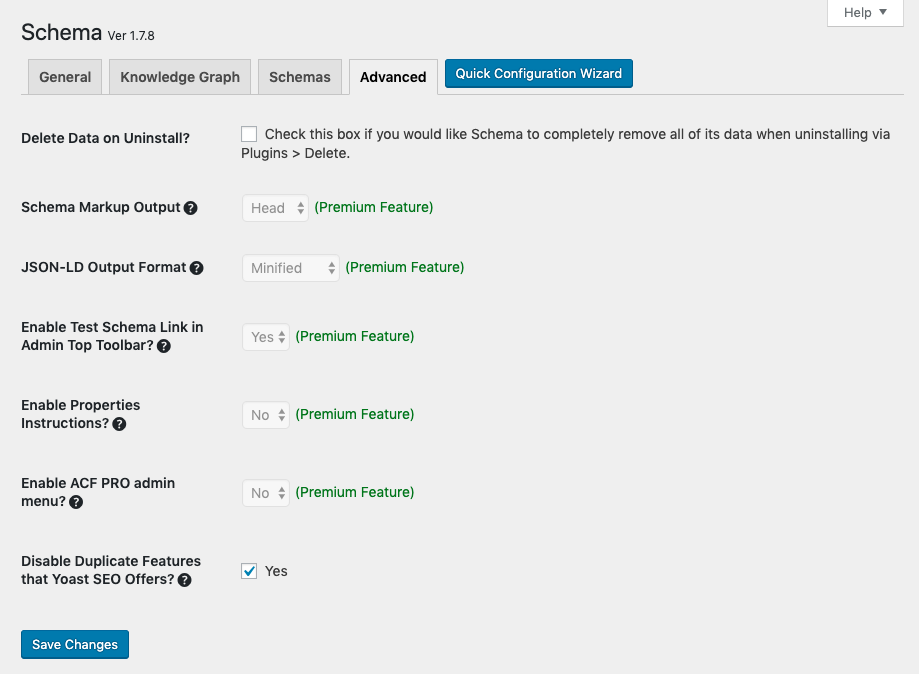 Help
Schema Ver 1.7.8
General Knowledge Graph Schemas Advanced Quick Configuration Wizard
Delete Data on Uninstall?
Check this box if you would like Schema to completely remove all of its data when uninstalling via
Plugins > Delete.
Schema Markup Output ?
Head (Premium Feature)
JSON-LD Output Format ?
Minified (Premium Feature)
Enable Test Schema Link in
Admin Top Toolbar? ?
Yes (Premium Feature)
Enable Properties
Instructions? ?
No (Premium Feature)
Enable ACF PRO admin
menu? ?
No (Premium Feature)
Disable Duplicate Features
that Yoast SEO Offers? ?
Yes
Save Changes